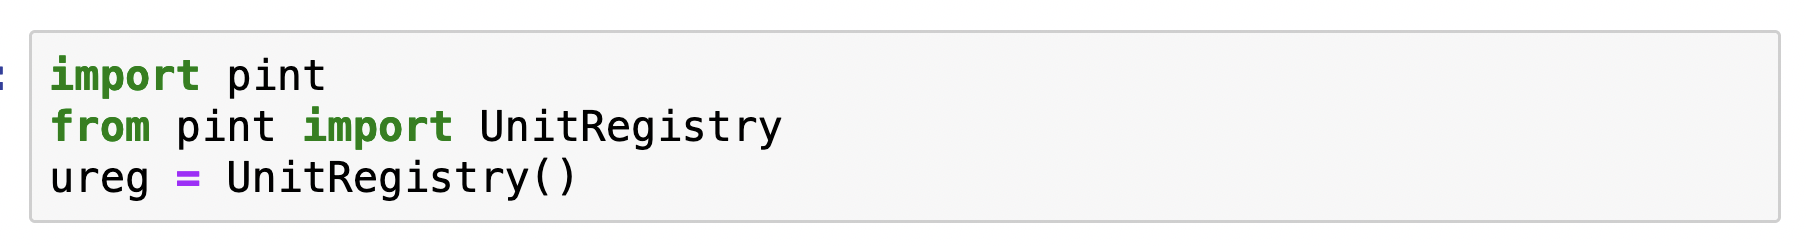 import pint
from pint import UnitRegistry
ureg = UnitRegistry()